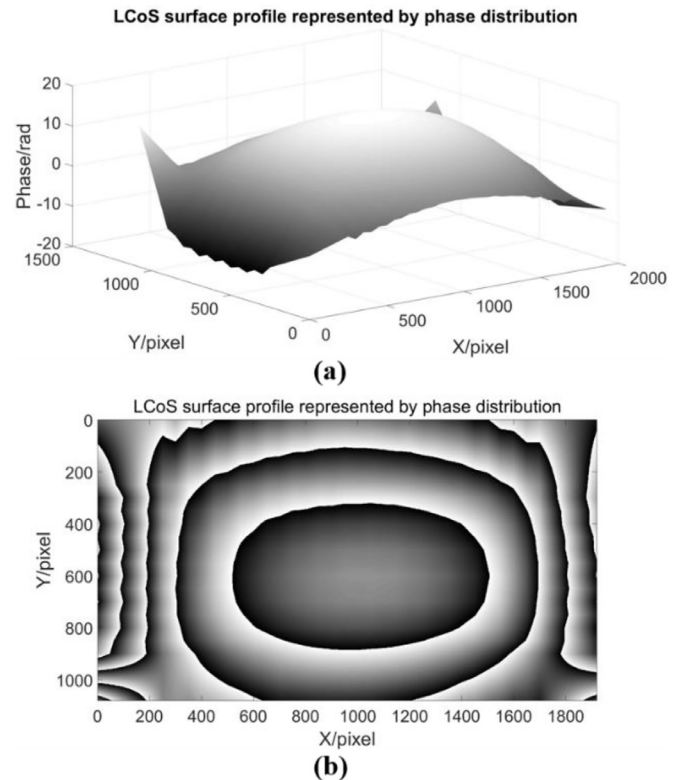 LCoS surface profile represented by phase distribution
20
10
0
-10
-20
Phase/rad
1500
1000
500
0
Y/pixel
0
500
1000
1500
2000
X/pixel
(a)
LCoS surface profile represented by phase distribution
0
200
400
600
800
1000
Y/pixel
0 200 400 600 800 1000 1200 1400 1600 1800
X/pixel
(b)